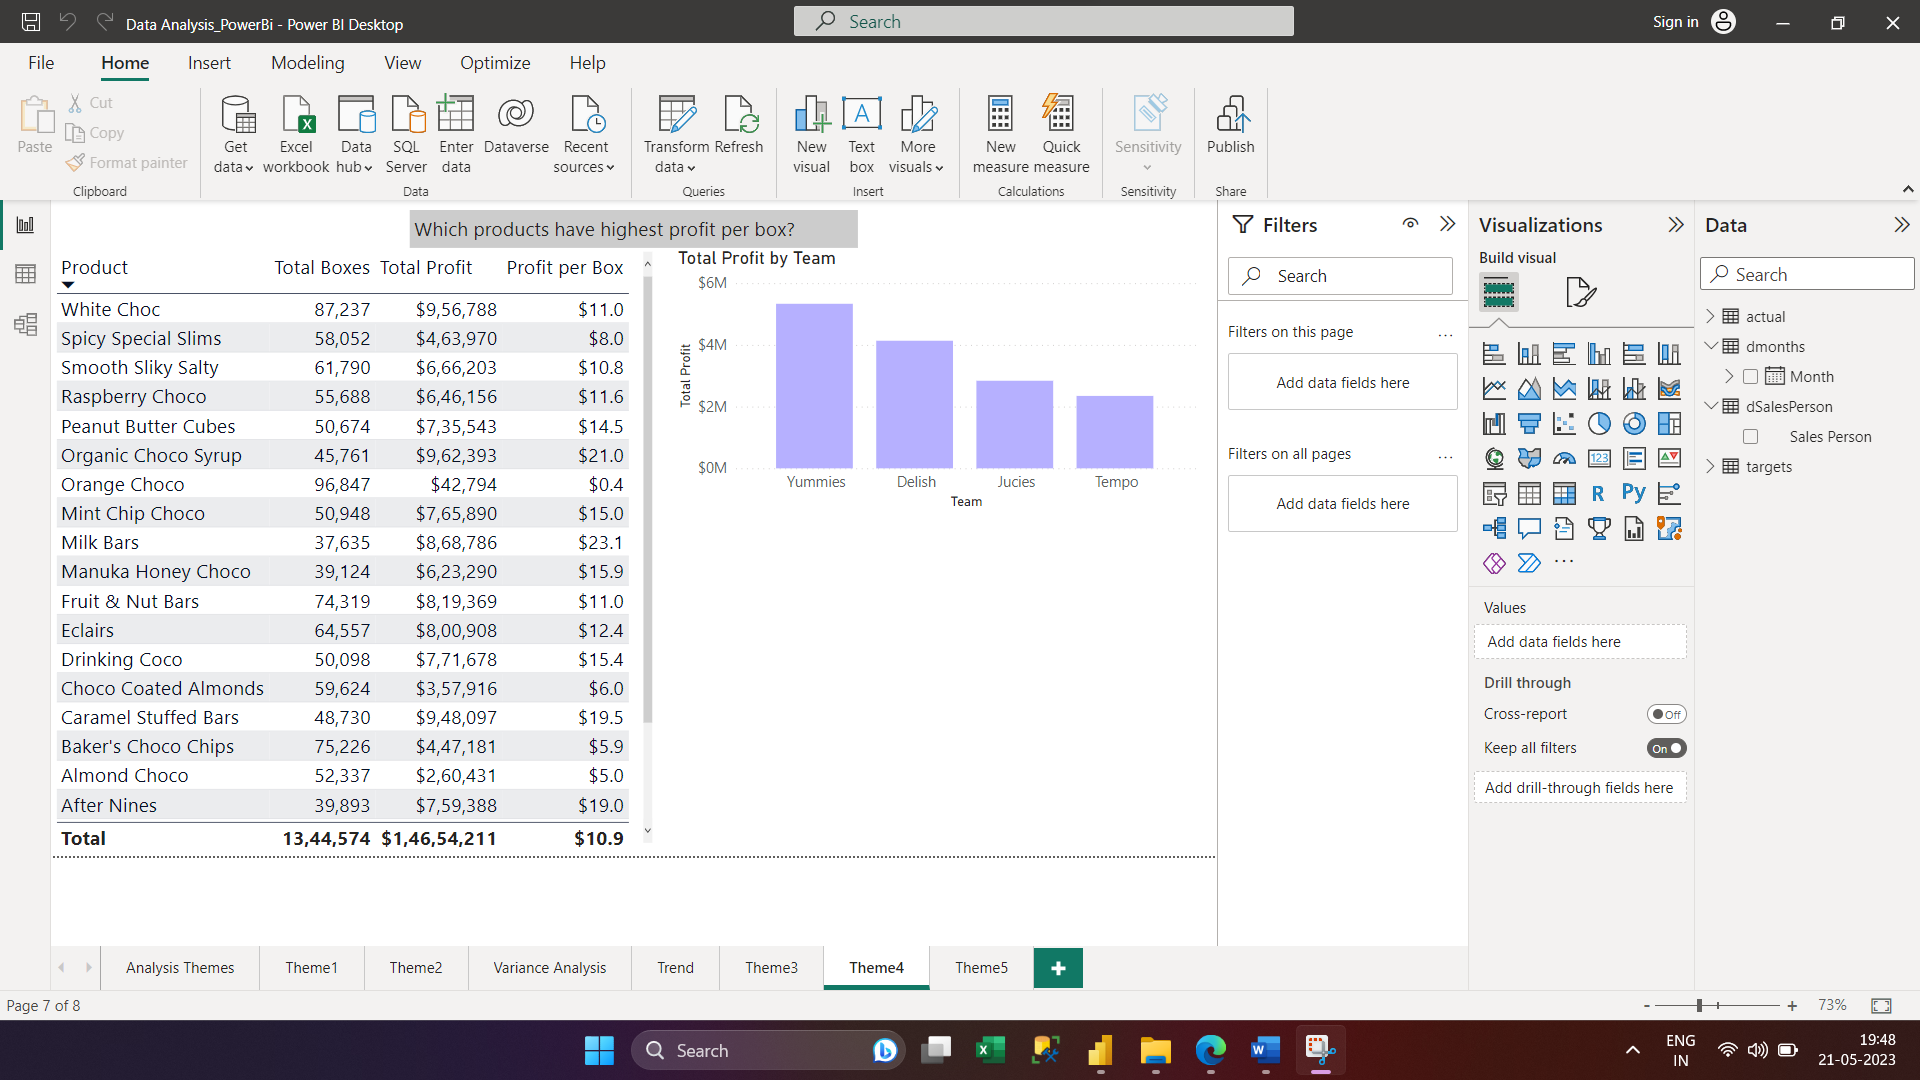 Data Analysis_PowerBi - Power BI Desktop
Search
Sign in
File Home Insert Modeling View Optimize Help
Paste
Cut
Copy
Format painter
Clipboard
Get data
Excel workbook
Data hub
SQL Server
Enter data
Dataverse
Recent sources
Data
Transform data
Refresh
Queries
New visual
Text box
A
More visuals
Insert
New measure
Quick measure
Calculations
Sensitivity
Sensitivity
Publish
Share
Which products have highest profit per box?
Product Total Boxes Total Profit Profit per Box
White Choc 87,237 $9,56,788 $11.0
Spicy Special Slims 58,052 $4,63,970 $8.0
Smooth Sliky Salty 61,790 $6,66,203 $10.8
Raspberry Choco 55,688 $6,46,156 $11.6
Peanut Butter Cubes 50,674 $7,35,543 $14.5
Organic Choco Syrup 45,761 $9,62,393 $21.0
Orange Choco 96,847 $42,794 $0.4
Mint Chip Choco 50,948 $7,65,890 $15.0
Milk Bars 37,635 $8,68,786 $23.1
Manuka Honey Choco 39,124 $6,23,290 $15.9
Fruit & Nut Bars 74,319 $8,19,369 $11.0
Eclairs 64,557 $8,00,908 $12.4
Drinking Coco 50,098 $7,71,678 $15.4
Choco Coated Almonds 59,624 $3,57,916 $6.0
Caramel Stuffed Bars 48,730 $9,48,097 $19.5
Baker's Choco Chips 75,226 $4,47,181 $5.9
Almond Choco 52,337 $2,60,431 $5.0
After Nines 39,893 $7,59,388 $19.0
Total 13,44,574 $1,46,54,211 $10.9
Total Profit by Team
Total Profit
$6M
$4M
$2M
$0M
Yummies Delish Jucies Tempo
Team
Filters
Search
Filters on this page ...
Add data fields here
Filters on all pages ...
Add data fields here
Visualizations
Build visual
123
R Py
...
Values
Add data fields here
Drill through
Cross-report Off
Keep all filters On
Add drill-through fields here
Data
Search
actual
dmonths
Month
dSalesPerson
Sales Person
targets
Analysis Themes Theme1 Theme2 Variance Analysis Trend Theme3 Theme4 Theme5 +
Page 7 of 8
- + 73%
Search
ENG
IN
19:48
21-05-2023